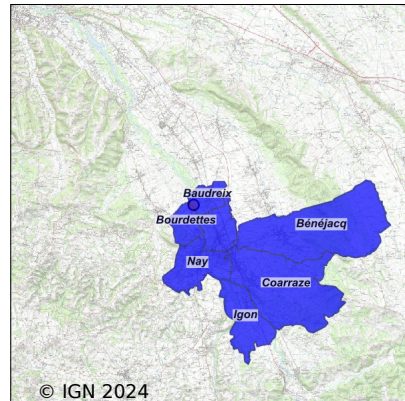 Baudreix
Bourdettes
Bénéjacq
Nay
Coarraze
Igon
© IGN 2024